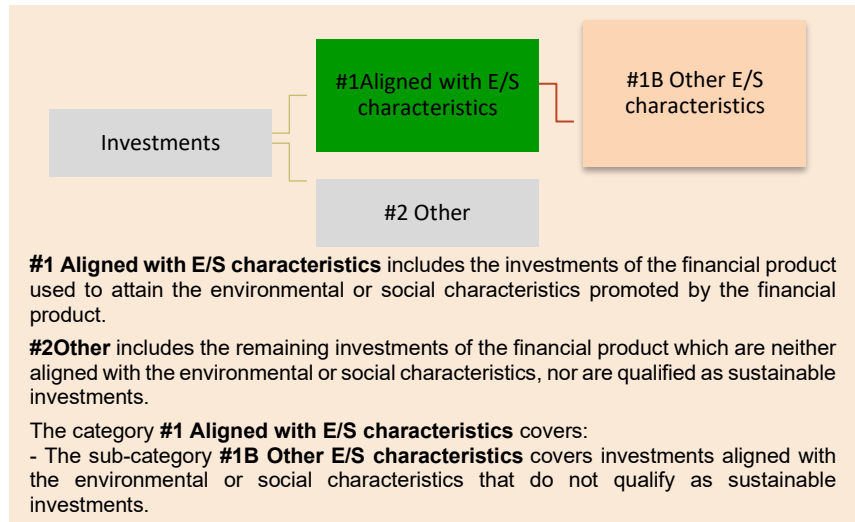 #1Aligned with E/S
characteristics
#1B Other E/S
characteristics
Investments
#2 Other
#1 Aligned with E/S characteristics includes the investments of the financial product
used to attain the environmental or social characteristics promoted by the financial
product.
#2Other includes the remaining investments of the financial product which are neither
aligned with the environmental or social characteristics, nor are qualified as sustainable
investments.
The category #1 Aligned with E/S characteristics covers:
- The sub-category #1B Other E/S characteristics covers investments aligned with
the environmental or social characteristics that do not qualify as sustainable
investments.